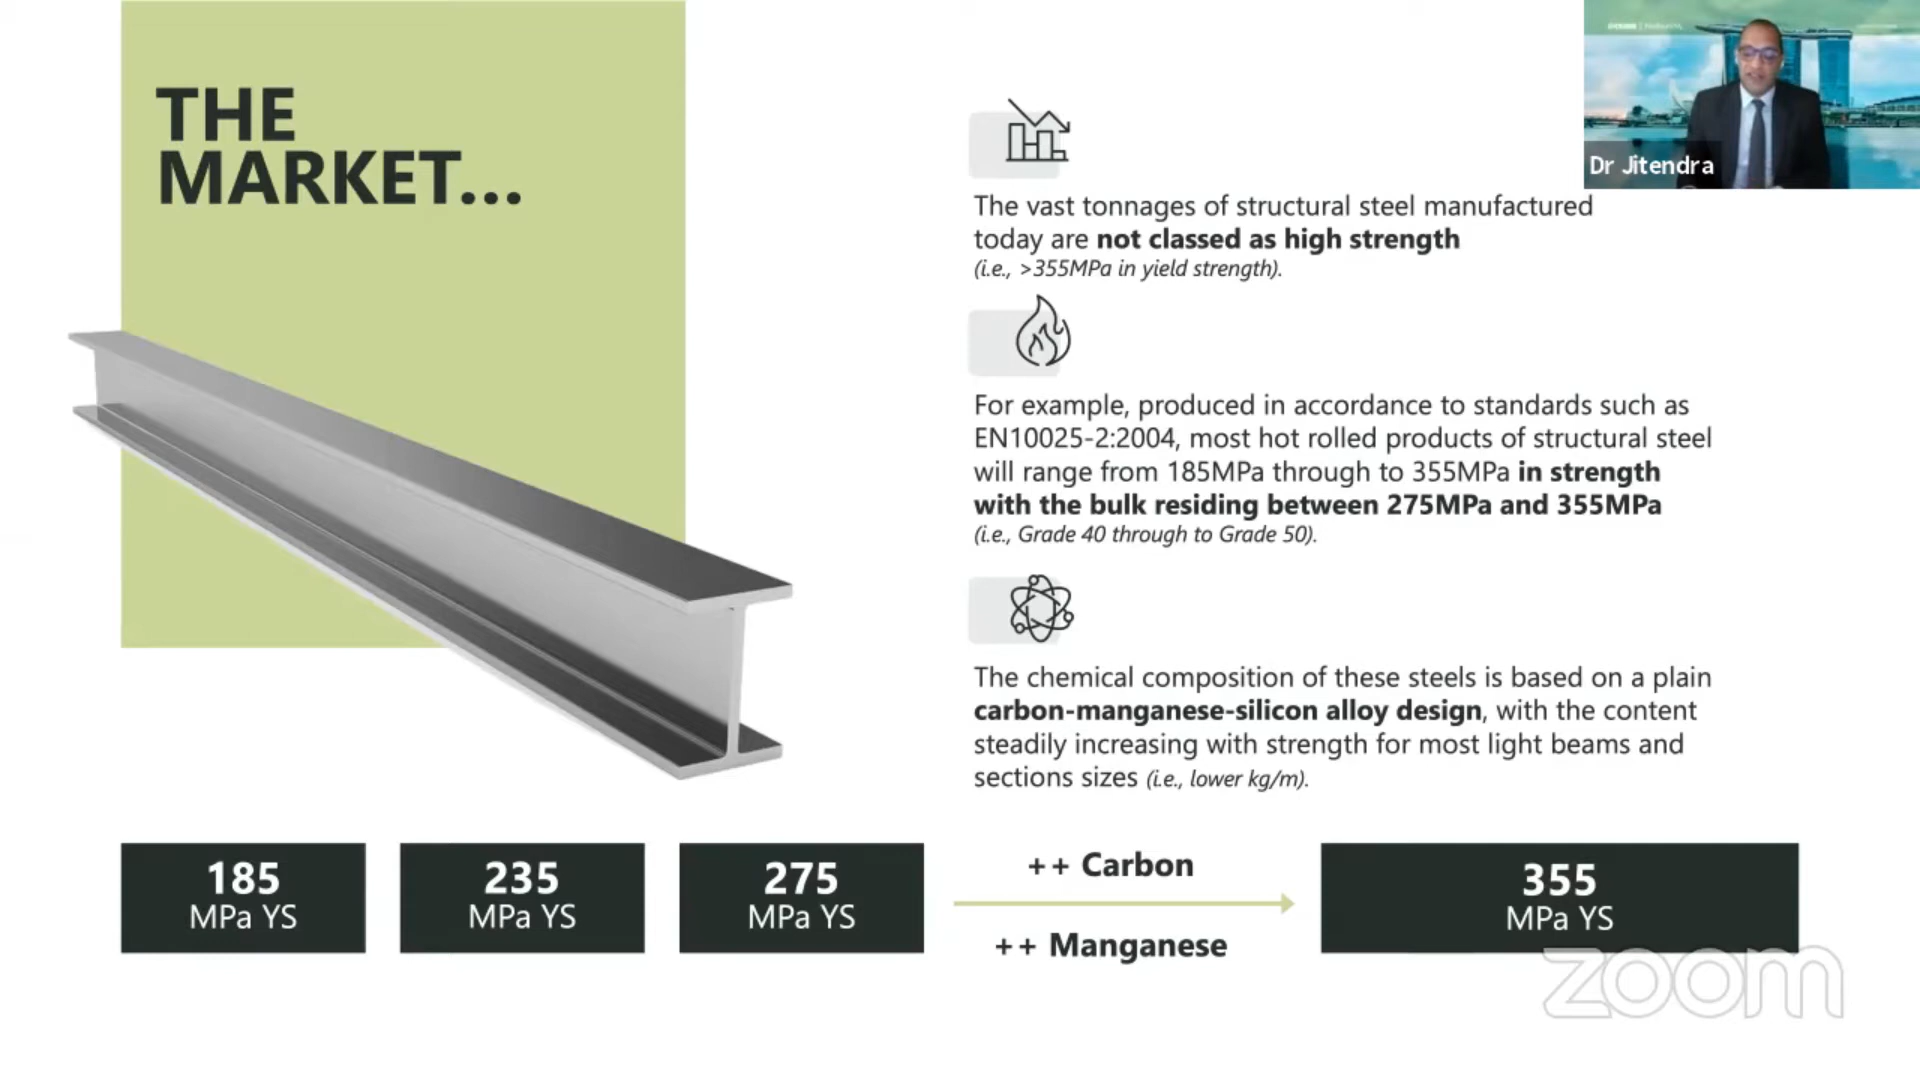 THE
MARKET...
Dr Jitendra
The vast tonnages of structural steel manufactured
today are not classed as high strength
(i.e., >355MPa in yield strength).
For example, produced in accordance to standards such as
EN10025-2:2004, most hot rolled products of structural steel
will range from 185MPa through to 355MPa in strength
with the bulk residing between 275MPa and 355MPa
(i.e., Grade 40 through to Grade 50).
The chemical composition of these steels is based on a plain
carbon-manganese-silicon alloy design, with the content
steadily increasing with strength for most light beams and
sections sizes (i.e., lower kg/m).
185
MPa YS
235
MPa YS
275
MPa YS
++ Carbon
++ Manganese
355
MPa YS
zoom